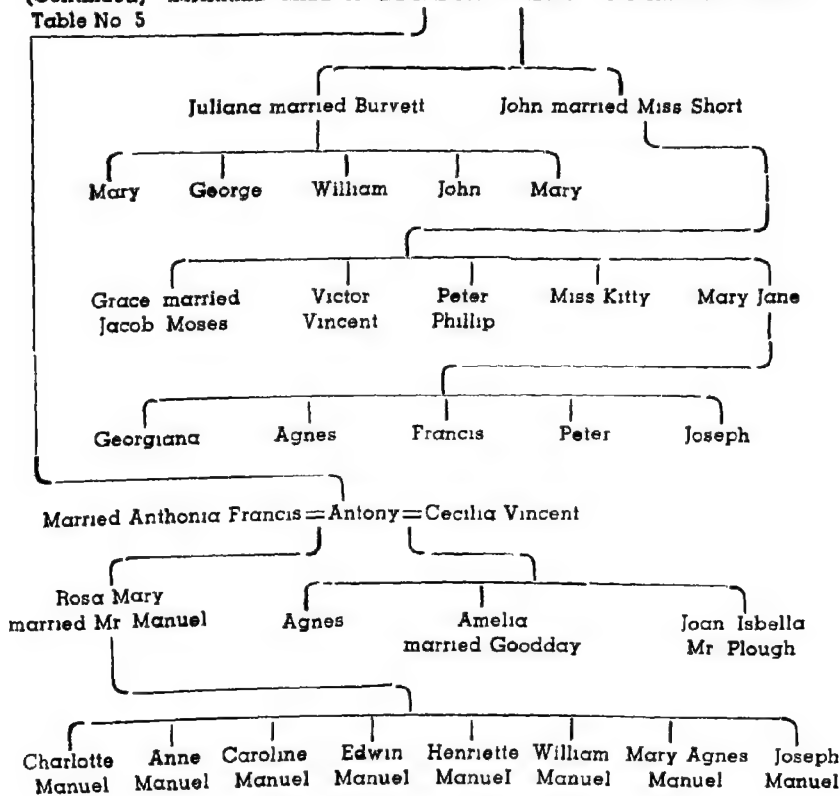 (Continued)
Table No 5
Juliana married Burvett John married Miss Short
Mary George William John Mary
Grace married Victor Peter Miss Kitty Mary Jane
Jacob Moses Vincent Phillip
Georgiana Agnes Francis Peter Joseph
Married Anthonia Francis=Antony=Cecilia Vincent
Rosa Mary
married Mr Manuel
Agnes Amelia Joan Isbella
married Goodday Mr Plough
Charlotte Anne Caroline Edwin Henriette William Mary Agnes Joseph
Manuel Manuel Manuel Manuel Manuel Manuel Manuel Manuel